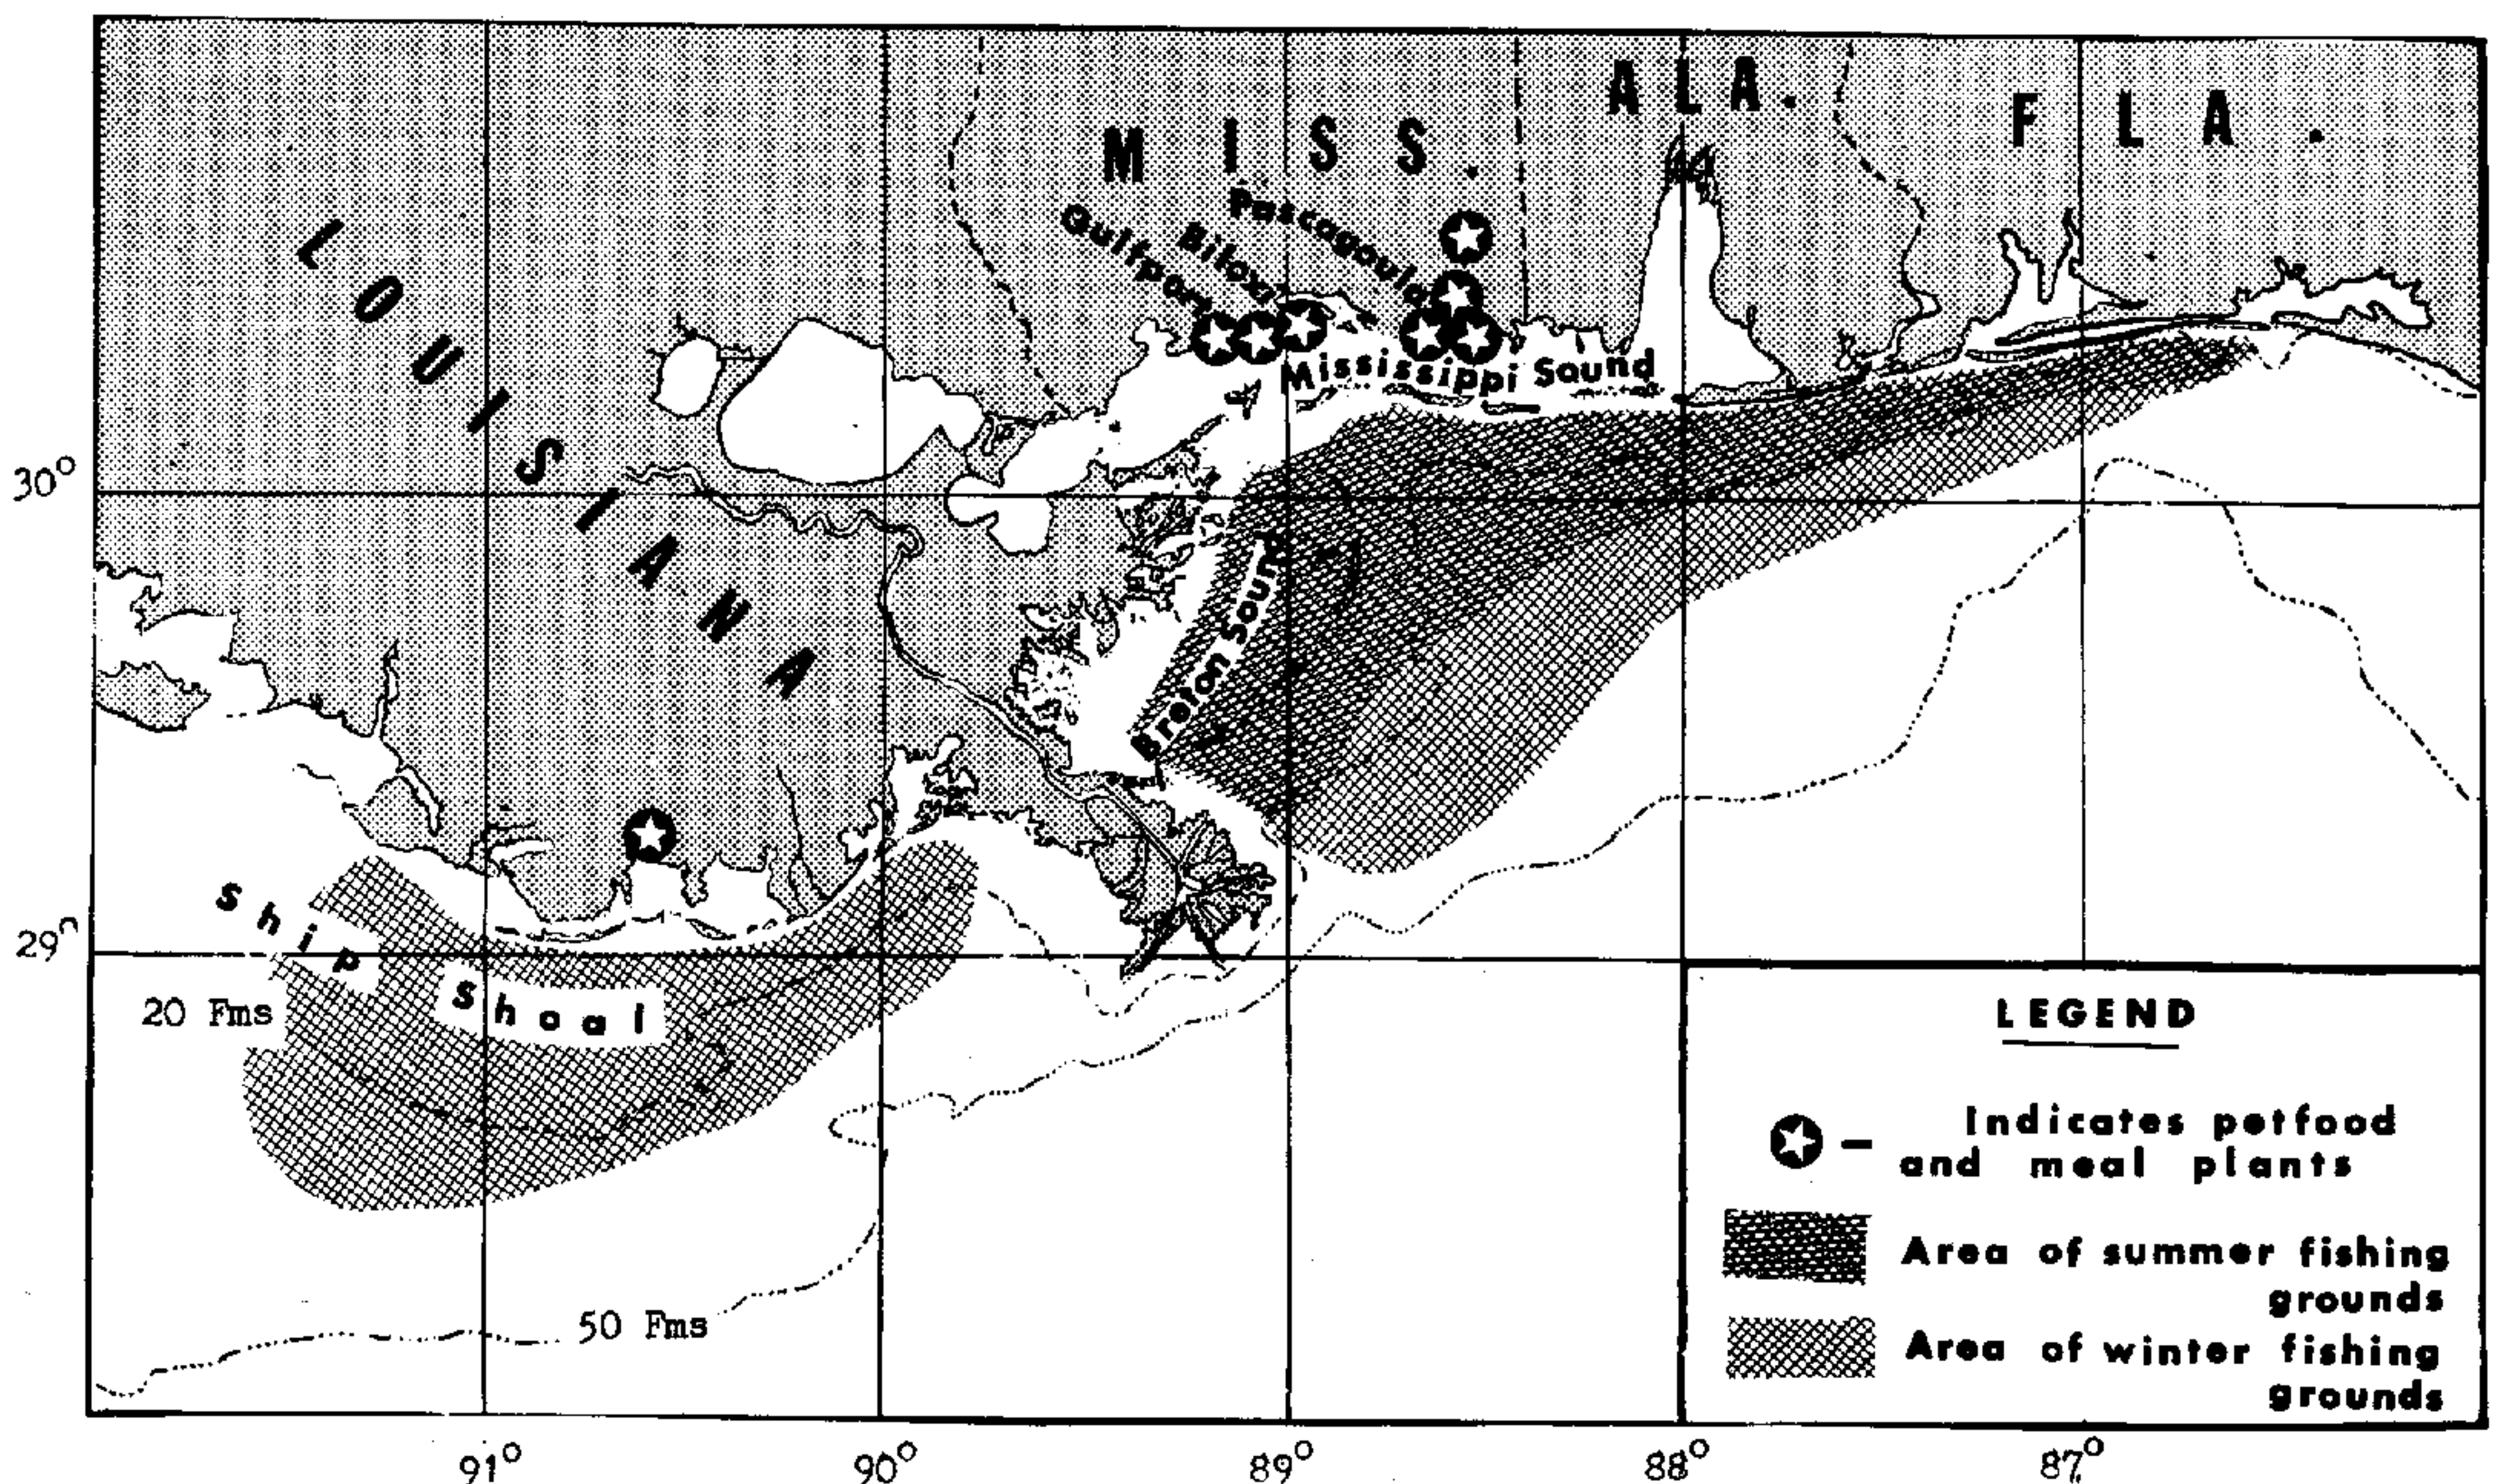 MISS.
ALA.
FLA.
LOUISIANA
Gulfport
Biloxi
Pascagoula
Mississippi Sound
30°
Breton Sound
29°
Ship
Shoal
20 Fms
50 Fms
LEGEND
– Indicates petfood
and meal plants
Area of summer fishing
grounds
Area of winter fishing
grounds
91° 90° 89° 88° 87°